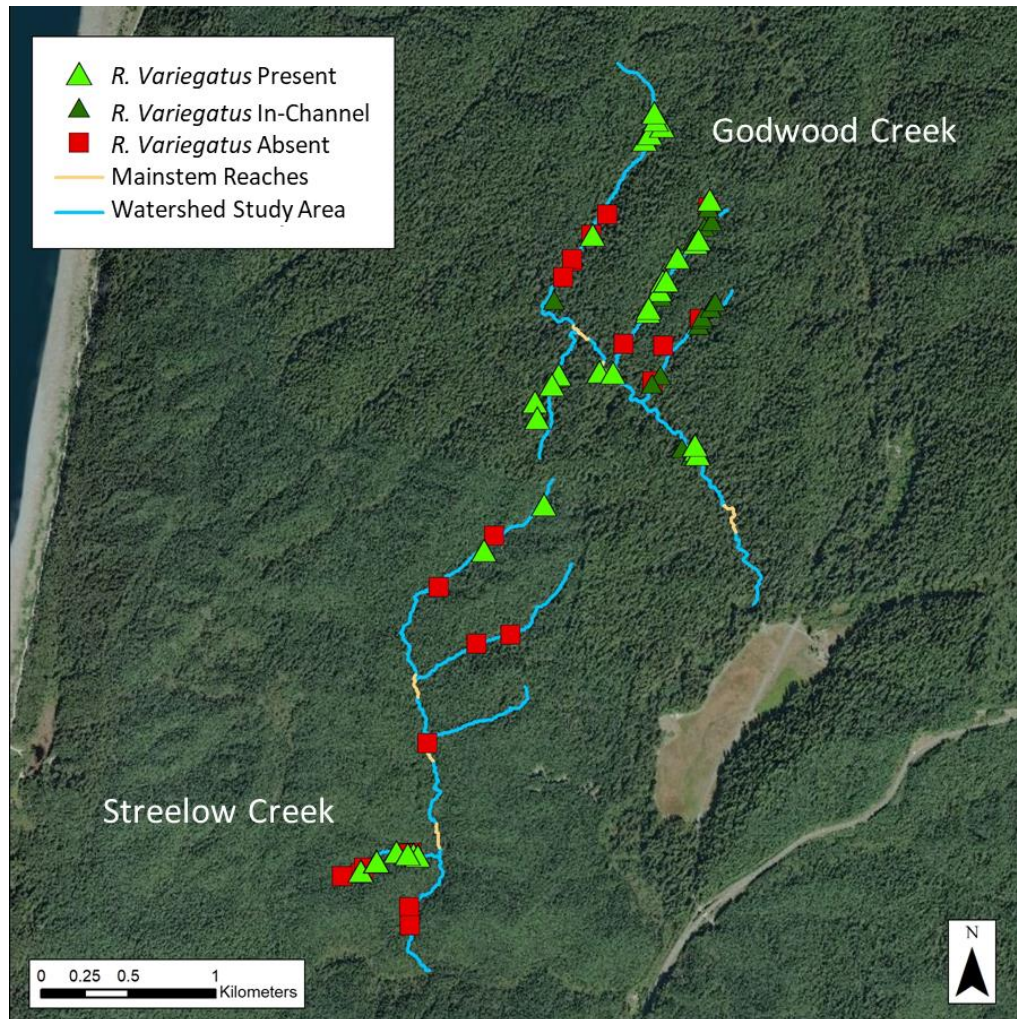 R. Variegatus Present
R. Variegatus In-Channel
R. Variegatus Absent
Mainstem Reaches
Watershed Study Area
Godwood Creek
Streelow Creek
0 0.25 0.5 1
Kilometers
N